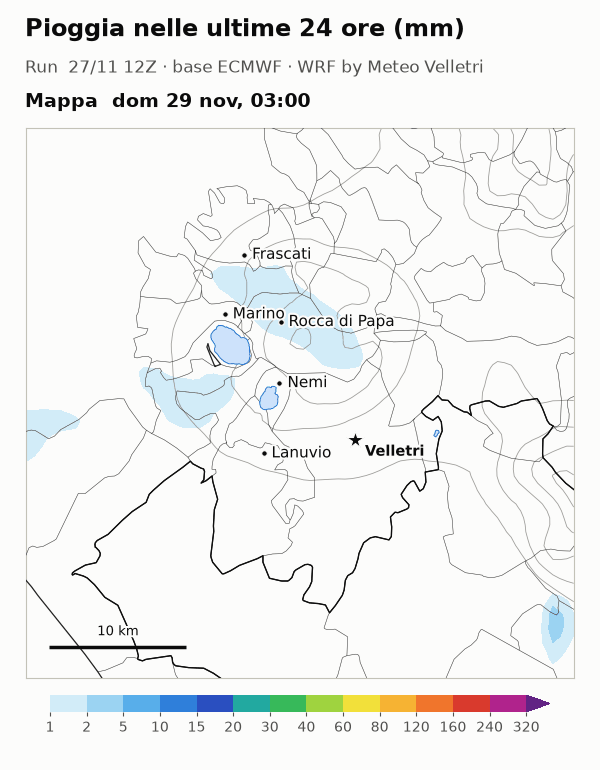 Pioggia nelle ultime 24 ore (mm)
Run  27/11 12Z · base ECMWF · WRF by Meteo Velletri
Mappa  dom 29 nov, 03:00
Frascati
Marino
Rocca di Papa
Nemi
Velletri
Lanuvio
10 km
1 2 5 10 15 20 30 40 60 80 120 160 240 320